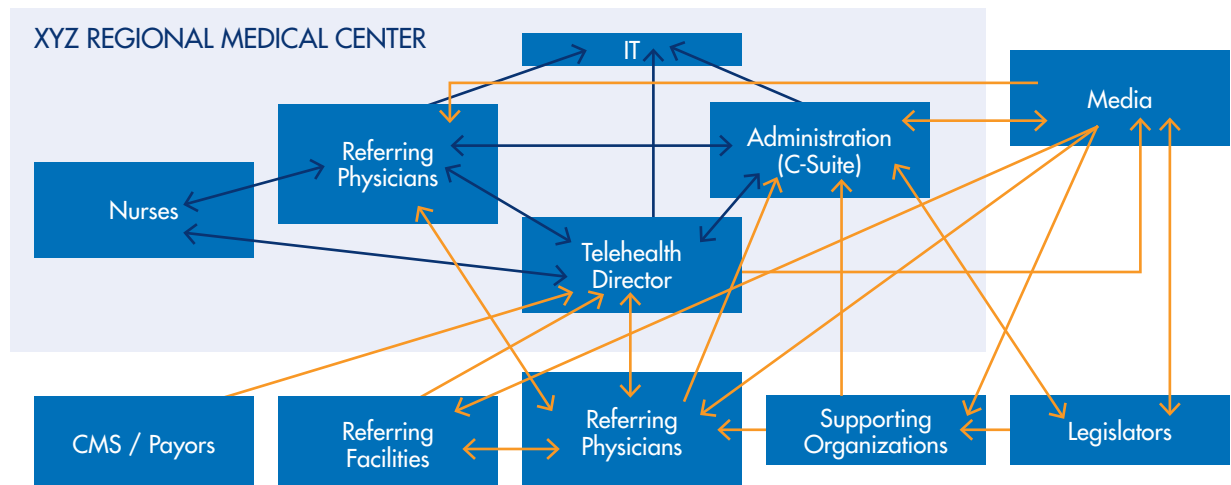 XYZ REGIONAL MEDICAL CENTER
IT
Media
Referring
Physicians
Administration
(C-Suite)
Nurses
Telehealth
Director
CMS / Payors
Referring
Facilities
Referring
Physicians
Supporting
Organizations
Legislators